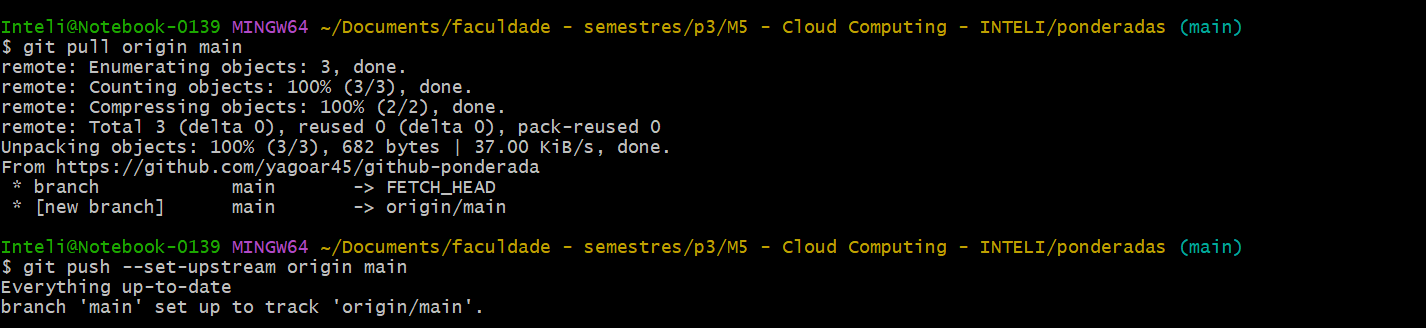 Inteli@Notebook-0139 MINGW64 ~/Documents/faculdade - semestres/p3/M5 - Cloud Computing - INTELI/ponderadas (main)
$ git pull origin main
remote: Enumerating objects: 3, done.
remote: Counting objects: 100% (3/3), done.
remote: Compressing objects: 100% (2/2), done.
remote: Total 3 (delta 0), reused 0 (delta 0), pack-reused 0
Unpacking objects: 100% (3/3), 682 bytes | 37.00 KiB/s, done.
From https://github.com/yagoar45/github-ponderada
 * branch            main       -> FETCH_HEAD
 * [new branch]      main       -> origin/main
Inteli@Notebook-0139 MINGW64 ~/Documents/faculdade - semestres/p3/M5 - Cloud Computing - INTELI/ponderadas (main)
$ git push --set-upstream origin main
Everything up-to-date
branch 'main' set up to track 'origin/main'.